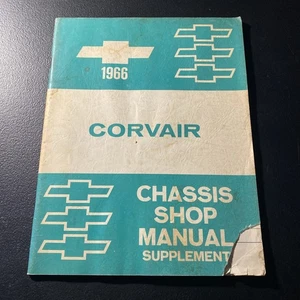 1966
CORVAIR
CHASSIS
SHOP
MANUAL
SUPPLEMENT